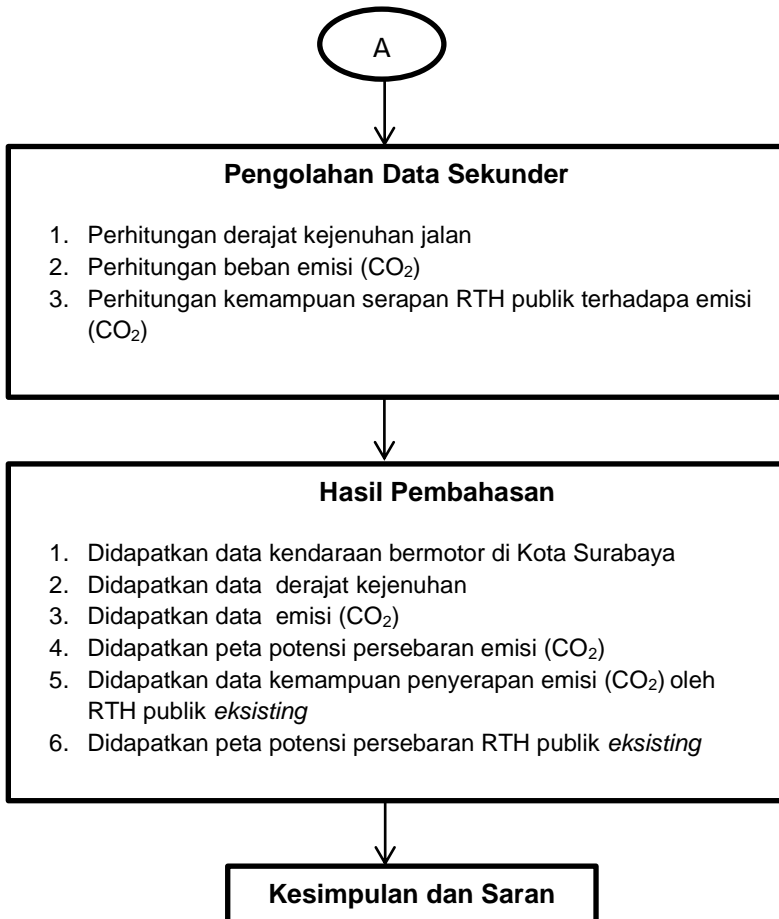 A
Pengolahan Data Sekunder
1. Perhitungan derajat kejenuhan jalan
2. Perhitungan beban emisi (CO₂)
3. Perhitungan kemampuan serapan RTH publik terhadapa emisi
(CO₂)
Hasil Pembahasan
1. Didapatkan data kendaraan bermotor di Kota Surabaya
2. Didapatkan data derajat kejenuhan
3. Didapatkan data emisi (CO₂)
4. Didapatkan peta potensi persebaran emisi (CO₂)
5. Didapatkan data kemampuan penyerapan emisi (CO₂) oleh
RTH publik eksisting
6. Didapatkan peta potensi persebaran RTH publik eksisting
Kesimpulan dan Saran